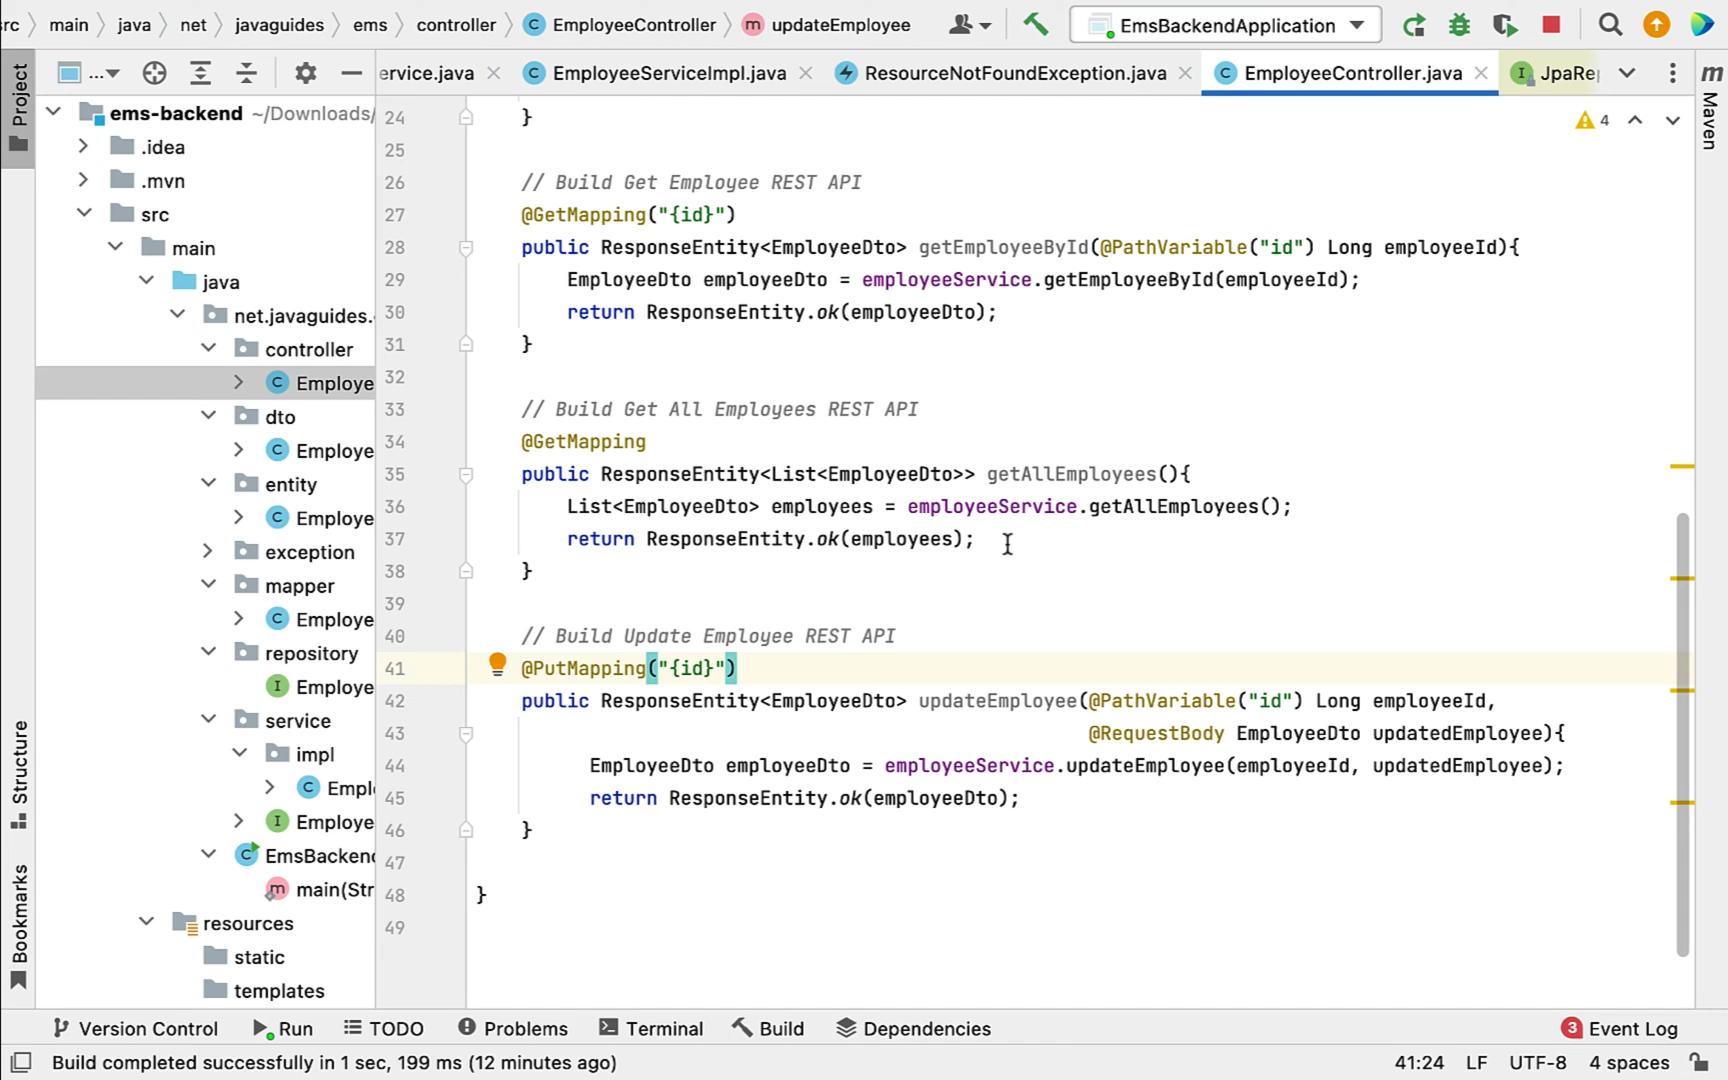 rc main java net javaguides ems controller EmployeeController updateEmployee EmsBackendApplication
Project
... ervice.java EmployeeServiceImpl.java ResourceNotFoundException.java EmployeeController.java JpaRe
m Maven
ems-backend ~/Downloads/
.idea
.mvn
src
main
java
net.javaguides.
controller
Employe
dto
Employe
entity
Employe
exception
mapper
Employe
repository
Employe
service
impl
Empl
Employe
EmsBackend
main(Str
resources
static
templates
4
24 }
25
26 // Build Get Employee REST API
27 @GetMapping("{id}")
28 public ResponseEntity<EmployeeDto> getEmployeeById(@PathVariable("id") Long employeeId){
29 EmployeeDto employeeDto = employeeService.getEmployeeById(employeeId);
30 return ResponseEntity.ok(employeeDto);
31 }
32
33 // Build Get All Employees REST API
34 @GetMapping
35 public ResponseEntity<List<EmployeeDto>> getAllEmployees(){
36 List<EmployeeDto> employees = employeeService.getAllEmployees();
37 return ResponseEntity.ok(employees);
38 }
39
40 // Build Update Employee REST API
41 @PutMapping("{id}")
42 public ResponseEntity<EmployeeDto> updateEmployee(@PathVariable("id") Long employeeId,
43 @RequestBody EmployeeDto updatedEmployee){
44 EmployeeDto employeeDto = employeeService.updateEmployee(employeeId, updatedEmployee);
45 return ResponseEntity.ok(employeeDto);
46 }
47
48 }
49
Structure
Bookmarks
Version Control Run TODO Problems Terminal Build Dependencies 3 Event Log
Build completed successfully in 1 sec, 199 ms (12 minutes ago) 41:24 LF UTF-8 4 spaces